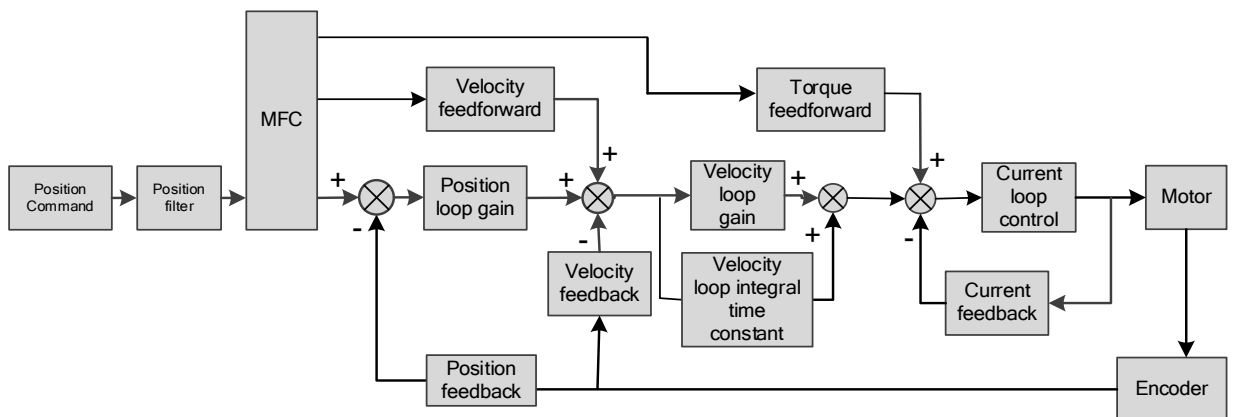 Position
Command
Position
filter
MFC
Velocity
feedforward
Torque
feedforward
+
-
Position
loop gain
+
+
-
Velocity
feedback
Velocity
loop
gain
Velocity
loop integral
time
constant
+
+
+
-
Current
loop
control
Current
feedback
Motor
Position
feedback
Encoder